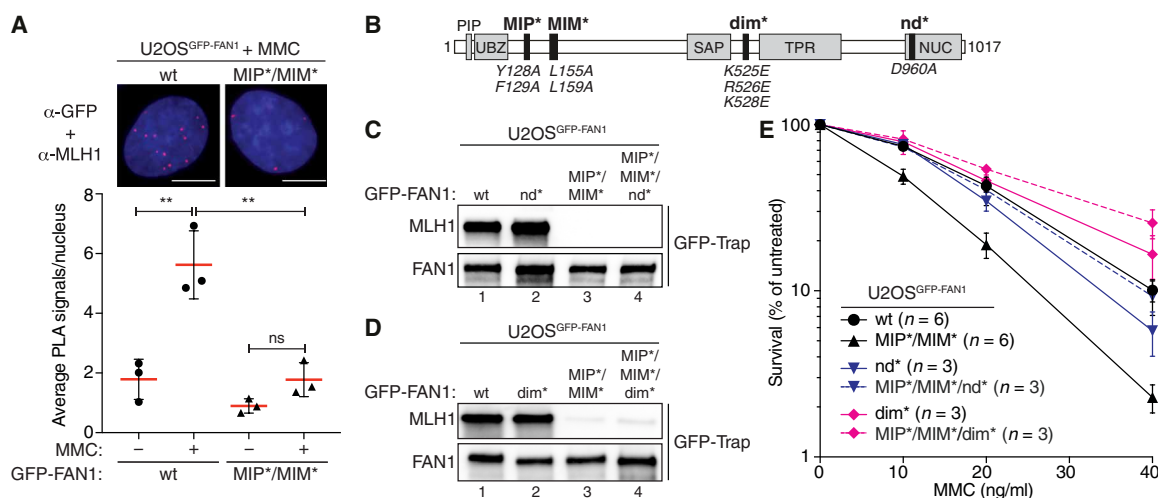 A
U2OS^GFP-FAN1 + MMC
wt MIP*/MIM*
α-GFP
+
α-MLH1
Average PLA signals/nucleus
8
6
4
2
0
** **
ns
MMC: – + – +
GFP-FAN1: wt MIP*/MIM*
B
PIP MIP* MIM* dim* nd*
1 UBZ SAP TPR NUC 1017
Y128A L155A K525E D960A
F129A L159A R526E
K528E
C
U2OS^GFP-FAN1
MIP*/
MIP*/ MIM*/
GFP-FAN1: wt nd* MIM* nd*
MLH1
FAN1
GFP-Trap
1 2 3 4
D
U2OS^GFP-FAN1
MIP*/
MIP*/ MIM*/
GFP-FAN1: wt dim* MIM* dim*
MLH1
FAN1
GFP-Trap
1 2 3 4
E
Survival (% of untreated)
100
10
1
U2OS^GFP-FAN1
wt (n = 6)
MIP*/MIM* (n = 6)
nd* (n = 3)
MIP*/MIM*/nd* (n = 3)
dim* (n = 3)
MIP*/MIM*/dim* (n = 3)
0 10 20 30 40
MMC (ng/ml)